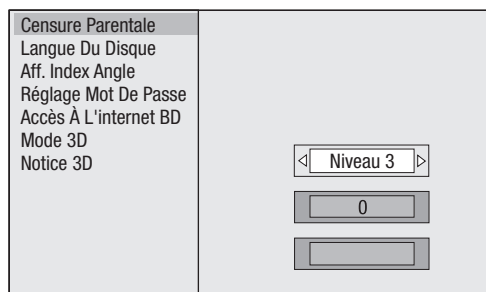 Censure Parentale
Langue Du Disque
Aff. Index Angle
Réglage Mot De Passe
Accès À L'internet BD
Mode 3D
Notice 3D
Niveau 3
0